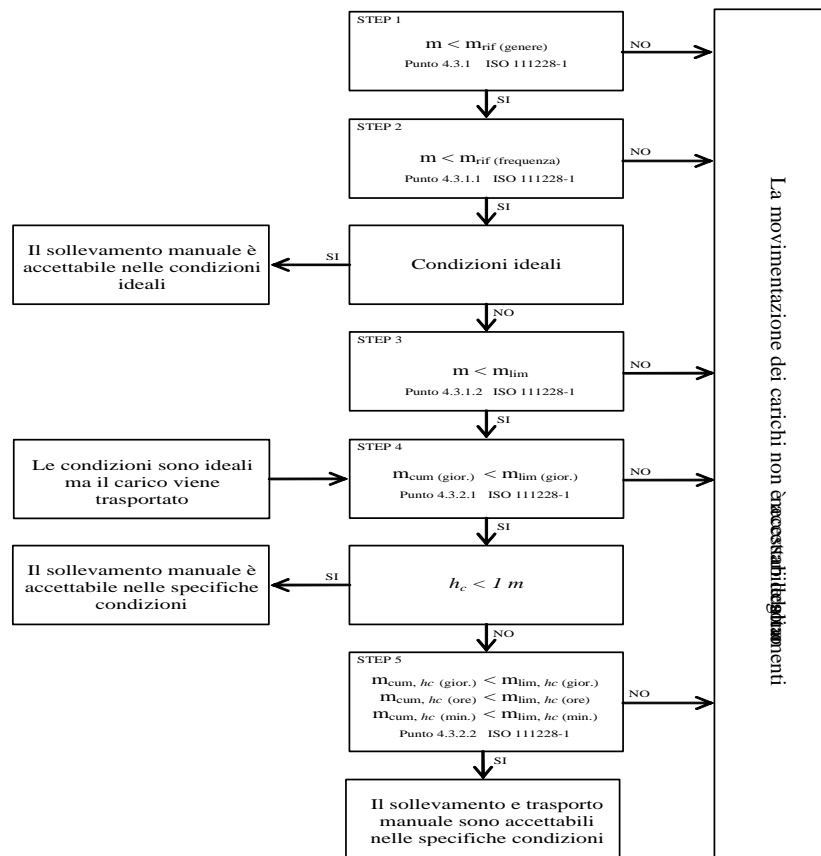 STEP 1
m < mrif (genere)
Punto 4.3.1 ISO 111228-1
NO
SI
STEP 2
m < mrif (frequenza)
Punto 4.3.1.1 ISO 111228-1
NO
SI
Il sollevamento manuale è
accettabile nelle condizioni
ideali
SI
Condizioni ideali
NO
STEP 3
m < mlim
Punto 4.3.1.2 ISO 111228-1
NO
SI
Le condizioni sono ideali
ma il carico viene
trasportato
STEP 4
mcum (gior.) < mlim (gior.)
Punto 4.3.2.1 ISO 111228-1
NO
SI
Il sollevamento manuale è
accettabile nelle specifiche
condizioni
SI
hc < 1 m
NO
STEP 5
mcum, hc (gior.) < mlim, hc (gior.)
mcum, hc (ore) < mlim, hc (ore)
mcum, hc (min.) < mlim, hc (min.)
Punto 4.3.2.2 ISO 111228-1
NO
SI
Il sollevamento e trasporto
manuale sono accettabili
nelle specifiche condizioni
La movimentazione dei carichi non è